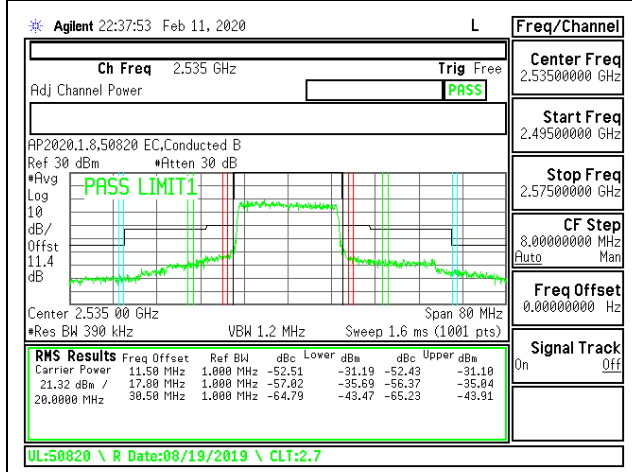 Agilent 22:37:53 Feb 11, 2020 L
Freq/Channel
Ch Freq 2.535 GHz Trig Free
Adj Channel Power PASS
AP2020.1.8,50820 EC,Conducted B
Ref 30 dBm #Atten 30 dB
#Avg
Log
10
dB/
Offst
11.4
dB
PASS LIMIT1
Center 2.535 00 GHz Span 80 MHz
#Res BW 390 kHz VBW 1.2 MHz Sweep 1.6 ms (1001 pts)
RMS Results Freq Offset Ref BW dBc Lower dBm dBc Upper dBm
Carrier Power 11.50 MHz 1.000 MHz -52.51 -31.19 -52.43 -31.10
21.32 dBm / 17.80 MHz 1.000 MHz -57.02 -35.69 -56.37 -35.04
20.0000 MHz 30.50 MHz 1.000 MHz -64.79 -43.47 -65.23 -43.91
UL:50820 \ R Date:08/19/2019 \ CLT:2.7
Center Freq
2.53500000 GHz
Start Freq
2.49500000 GHz
Stop Freq
2.57500000 GHz
CF Step
8.00000000 MHz
Auto Man
Freq Offset
0.00000000 Hz
Signal Track
On Off